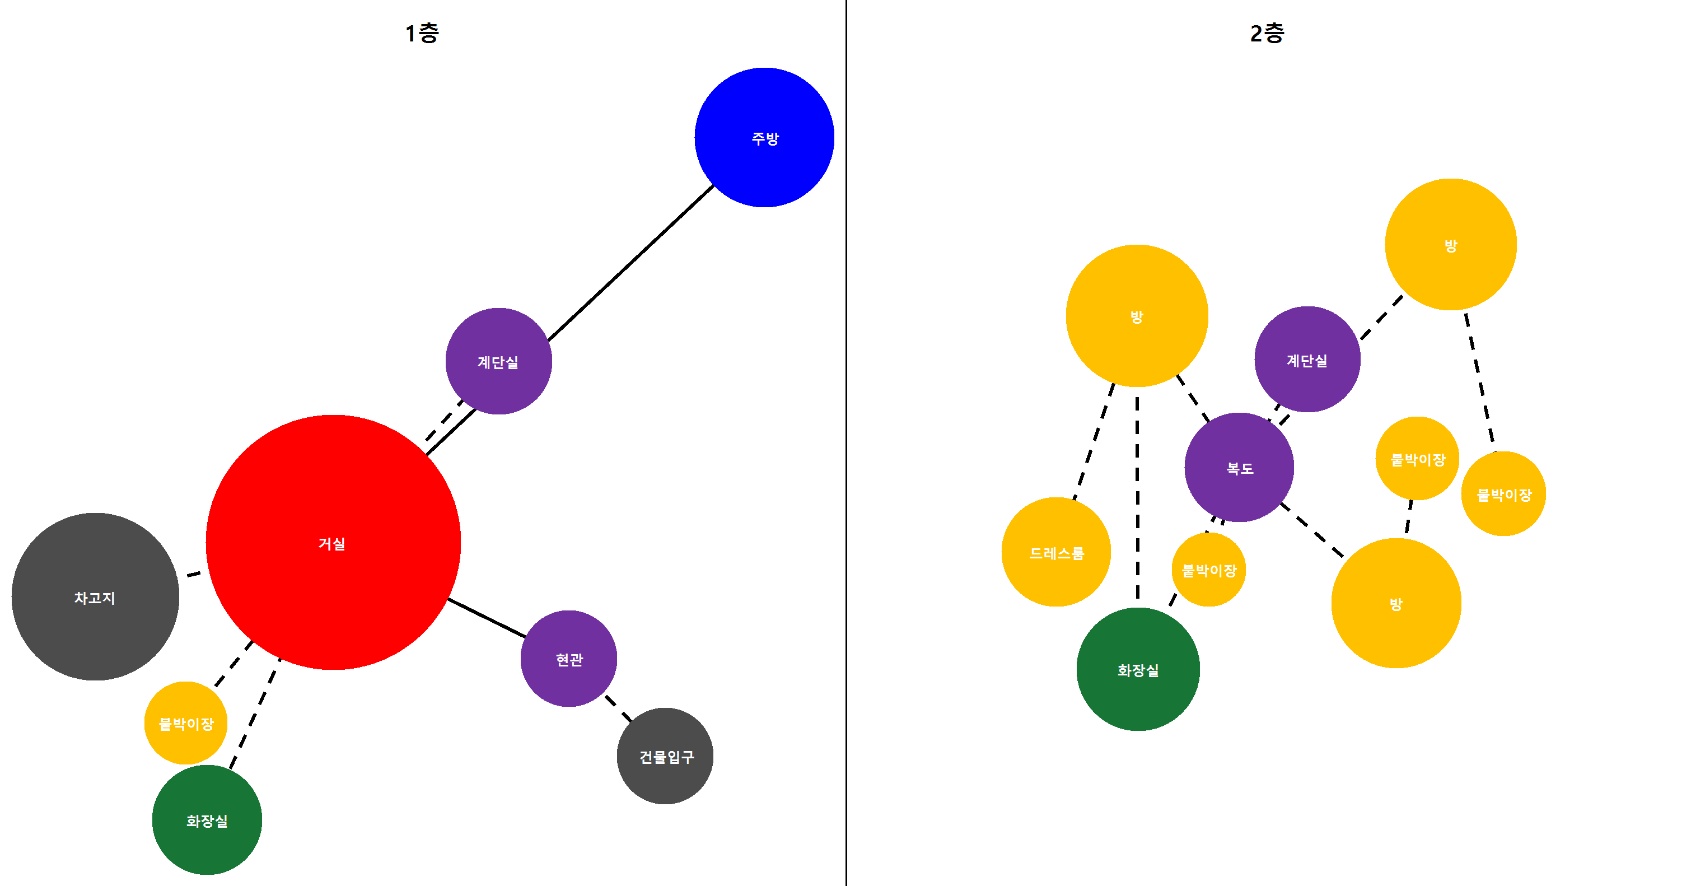 1층
주방
계단실
거실
차고지
현관
붙박이장
건물입구
화장실
2층
방
방
계단실
복도
붙박이장
붙박이장
드레스룸
붙박이장
방
화장실